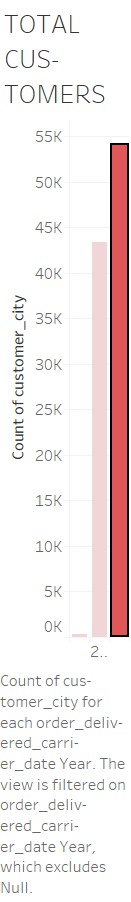 TOTAL
CUS-
TOMERS
55K
50K
45K
40K
35K
30K
25K
20K
15K
10K
5K
0K
Count of customer_city
2..
Count of cus-
tomer_city for
each order_deliv-
ered_carri-
er_date Year. The
view is filtered on
order_deliv-
ered_carri-
er_date Year,
which excludes
Null.